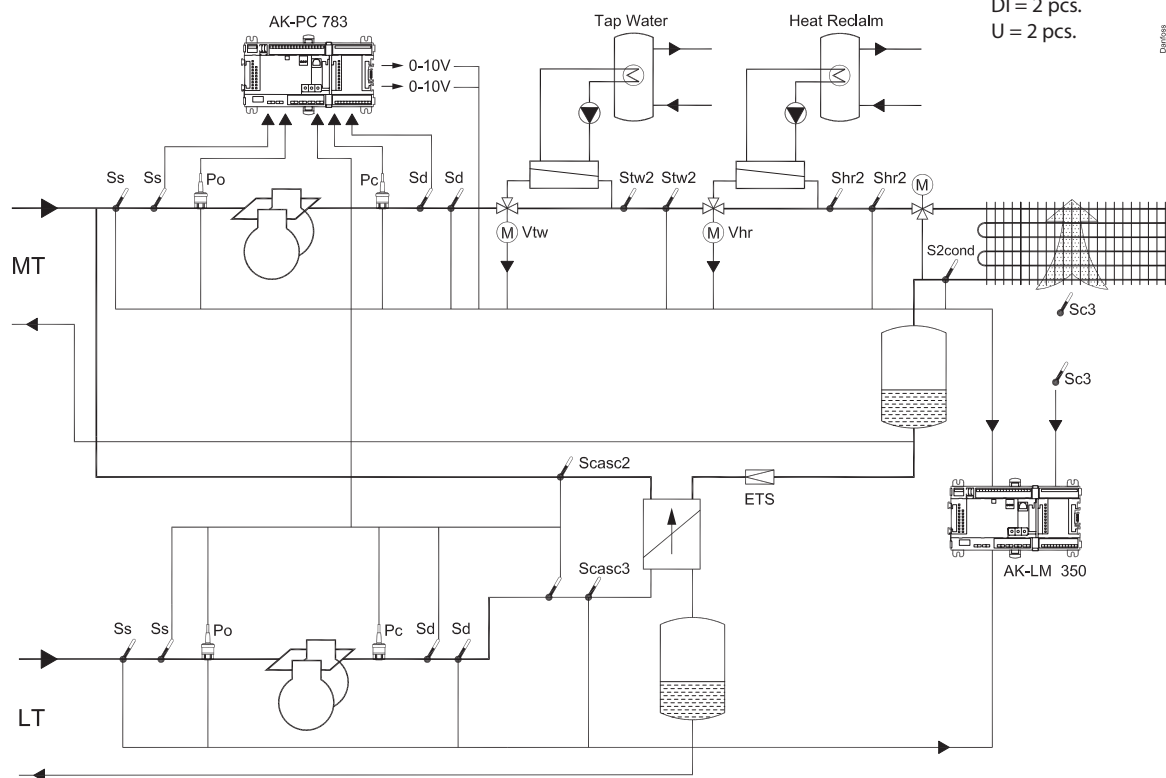 DI = 2 pcs.
U = 2 pcs.
Danfoss
AK-PC 783
Tap Water
Heat Reclalm
0-10V
0-10V
Ss Ss Po Pc Sd Sd Stw2 Stw2 Shr2 Shr2 M
M Vtw M Vhr
MT
S2cond
Sc3
Sc3
Scasc2
ETS
AK-LM 350
Scasc3
Ss Ss Po Pc Sd Sd
LT